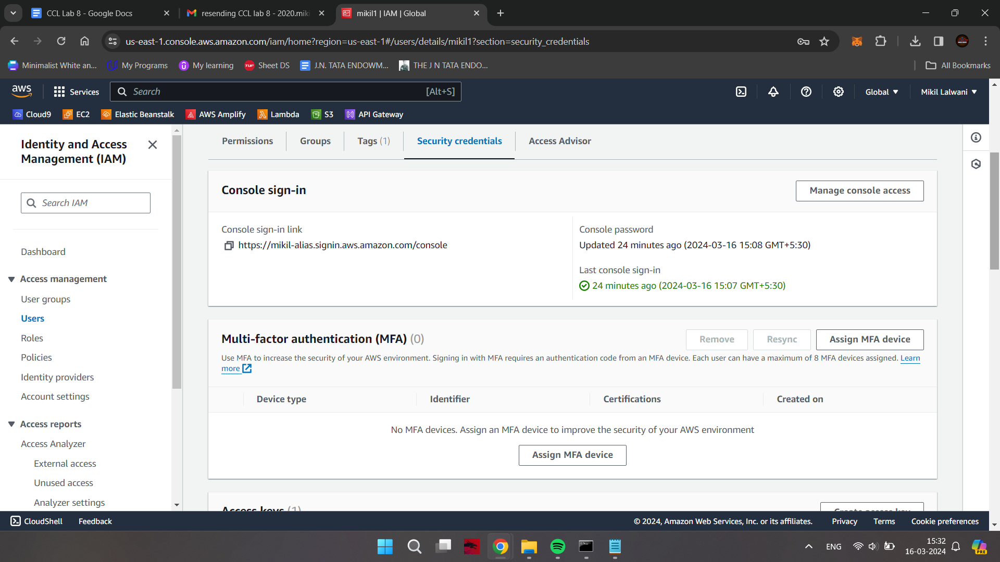 CCL Lab 8 - Google Docs
resending CCL lab 8 - 2020.miki
mikil1 | IAM | Global
us-east-1.console.aws.amazon.com/iam/home?region=us-east-1#/users/details/mikil1?section=security_credentials
Minimalist White an...
My Programs
My learning
TUF
Sheet DS
J.N. TATA ENDOWM...
THE J N TATA ENDO...
All Bookmarks
aws
Services
Search
[Alt+S]
Global
Mikil Lalwani
Cloud9
EC2
Elastic Beanstalk
AWS Amplify
Lambda
S3
API Gateway
Identity and Access
Management (IAM)
Search IAM
Dashboard
Access management
User groups
Users
Roles
Policies
Identity providers
Account settings
Access reports
Access Analyzer
External access
Unused access
Analyzer settings
Permissions
Groups
Tags (1)
Security credentials
Access Advisor
Console sign-in
Manage console access
Console sign-in link
https://mikil-alias.signin.aws.amazon.com/console
Console password
Updated 24 minutes ago (2024-03-16 15:08 GMT+5:30)
Last console sign-in
24 minutes ago (2024-03-16 15:07 GMT+5:30)
Multi-factor authentication (MFA) (0)
Remove
Resync
Assign MFA device
Use MFA to increase the security of your AWS environment. Signing in with MFA requires an authentication code from an MFA device. Each user can have a maximum of 8 MFA devices assigned. Learn
more
Device type
Identifier
Certifications
Created on
No MFA devices. Assign an MFA device to improve the security of your AWS environment
Assign MFA device
Access keys (1)
Create access key
CloudShell
Feedback
© 2024, Amazon Web Services, Inc. or its affiliates.
Privacy
Terms
Cookie preferences
ENG
15:32
16-03-2024
PRE